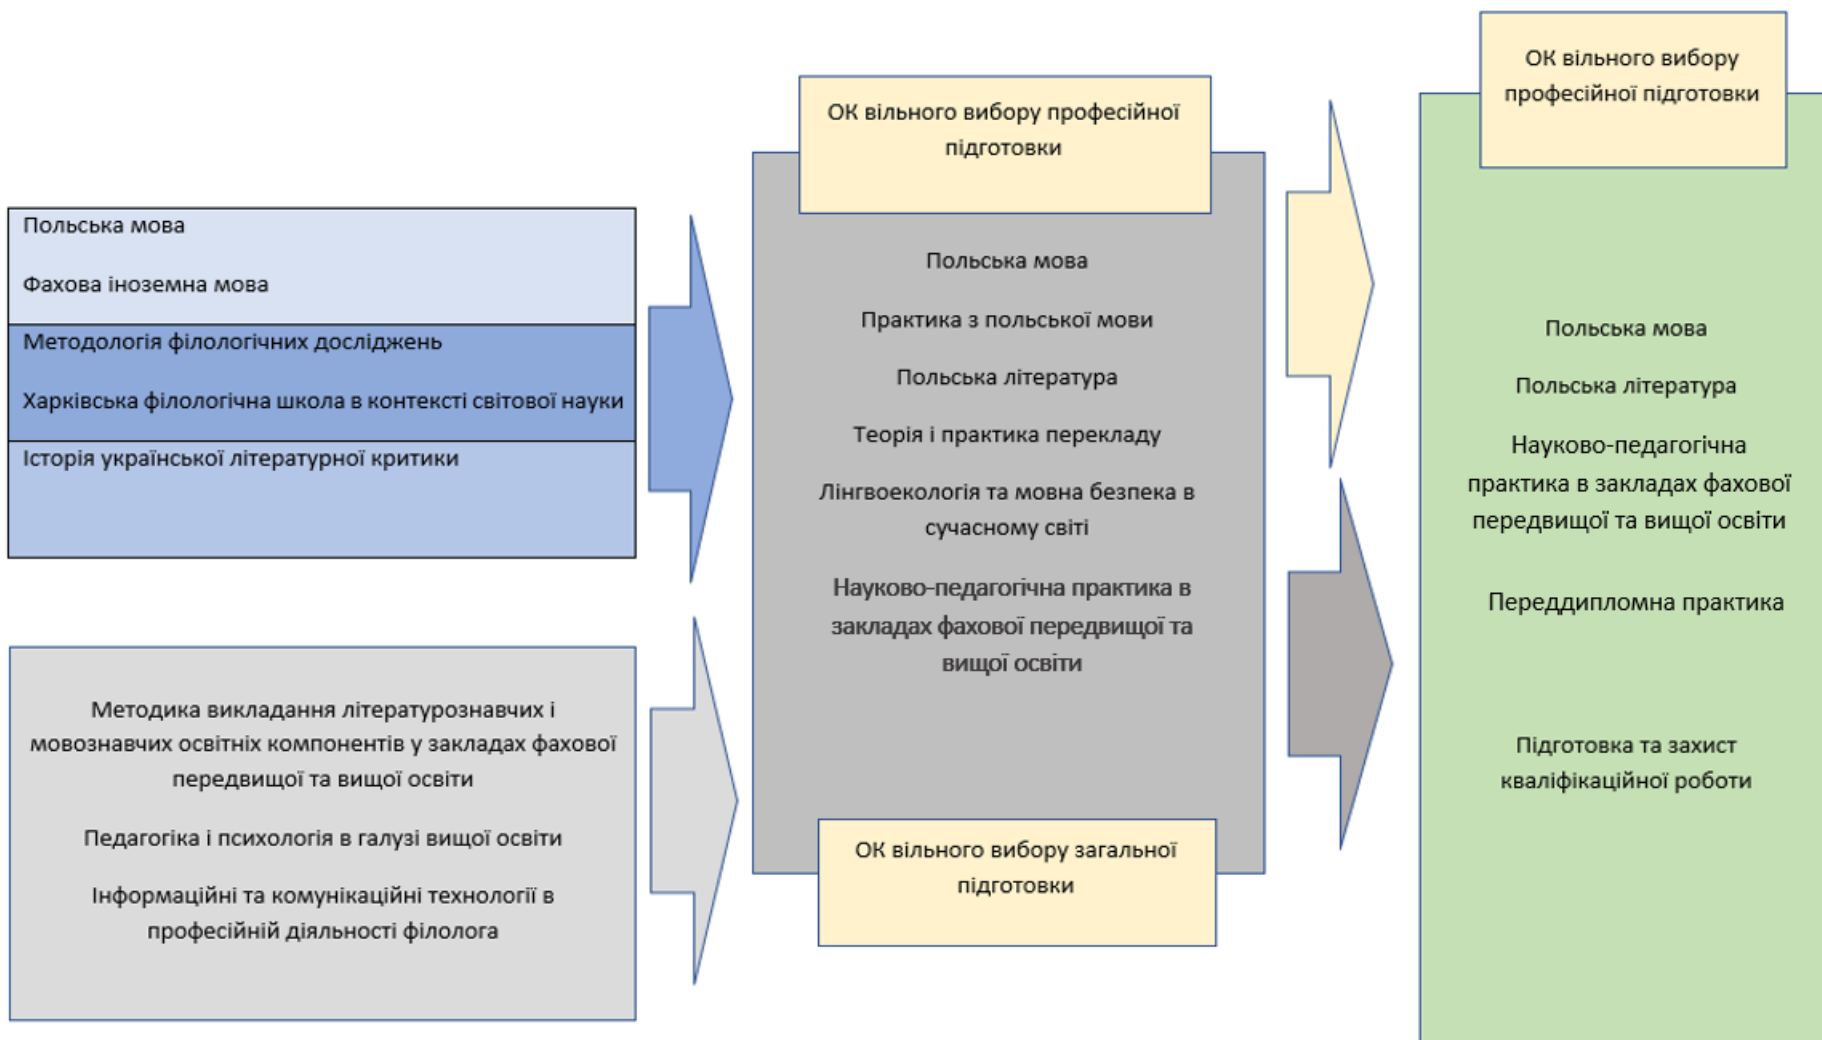 Польська мова
Фахова іноземна мова
Методологія філологічних досліджень
Харківська філологічна школа в контексті світової науки
Історія української літературної критики
Методика викладання літературознавчих і
мовознавчих освітніх компонентів у закладах фахової
передвищої та вищої освіти
Педагогіка і психологія в галузі вищої освіти
Інформаційні та комунікаційні технології в
професійній діяльності філолога
ОК вільного вибору професійної
підготовки
Польська мова
Практика з польської мови
Польська література
Теорія і практика перекладу
Лінгвоекологія та мовна безпека в
сучасному світі
Науково-педагогічна практика в
закладах фахової передвищої та
вищої освіти
ОК вільного вибору загальної
підготовки
ОК вільного вибору
професійної підготовки
Польська мова
Польська література
Науково-педагогічна
практика в закладах фахової
передвищої та вищої освіти
Переддипломна практика
Підготовка та захист
кваліфікаційної роботи